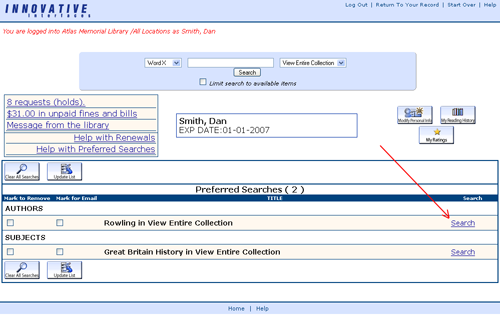 INNOVATIVE
interfaces
Log Out | Return To Your Record | Start Over | Help
You are logged into Atlas Memorial Library /All Locations as Smith, Dan
Word X
View Entire Collection
Search
Limit search to available items
8 requests (holds).
$31.00 in unpaid fines and bills
Message from the library
Help with Renewals
Help with Preferred Searches
Smith, Dan
EXP DATE:01-01-2007
Modify Personal Info
My Reading History
My Ratings
Clear All Searches
Update List
Preferred Searches ( 2 )
Mark to Remove Mark for Email TITLE Search
AUTHORS
Rowling in View Entire Collection Search
SUBJECTS
Great Britain History in View Entire Collection Search
Clear All Searches
Update List
Home | Help